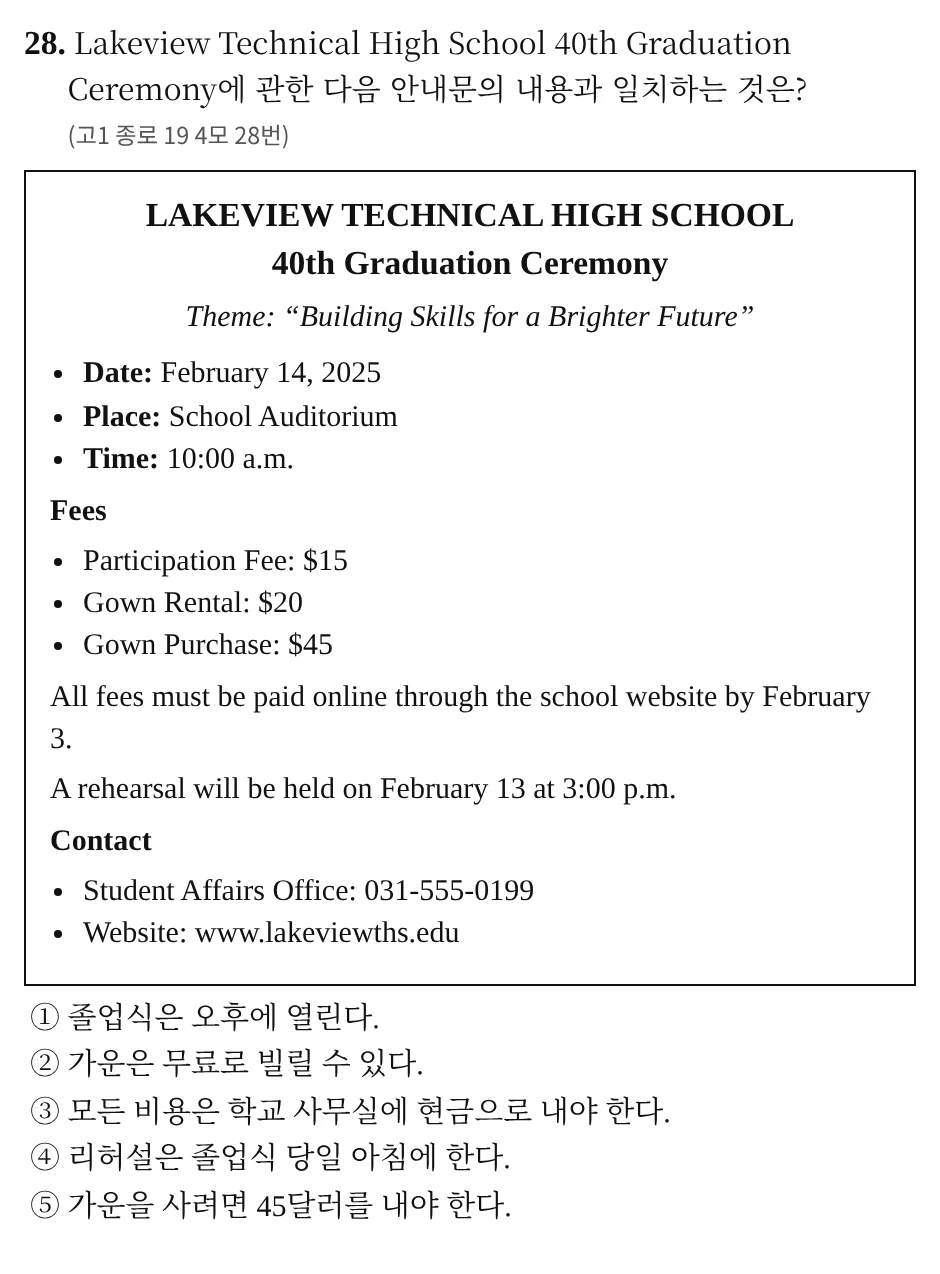 28. Lakeview Technical High School 40th Graduation
Ceremony에 관한 다음 안내문의 내용과 일치하는 것은?
(고1 종로 19 4모 28번)
LAKEVIEW TECHNICAL HIGH SCHOOL
40th Graduation Ceremony
Theme: “Building Skills for a Brighter Future”
• Date: February 14, 2025
• Place: School Auditorium
• Time: 10:00 a.m.
Fees
• Participation Fee: $15
• Gown Rental: $20
• Gown Purchase: $45
All fees must be paid online through the school website by February
3.
A rehearsal will be held on February 13 at 3:00 p.m.
Contact
• Student Affairs Office: 031-555-0199
• Website: www.lakeviewths.edu
① 졸업식은 오후에 열린다.
② 가운은 무료로 빌릴 수 있다.
③ 모든 비용은 학교 사무실에 현금으로 내야 한다.
④ 리허설은 졸업식 당일 아침에 한다.
⑤ 가운을 사려면 45달러를 내야 한다.